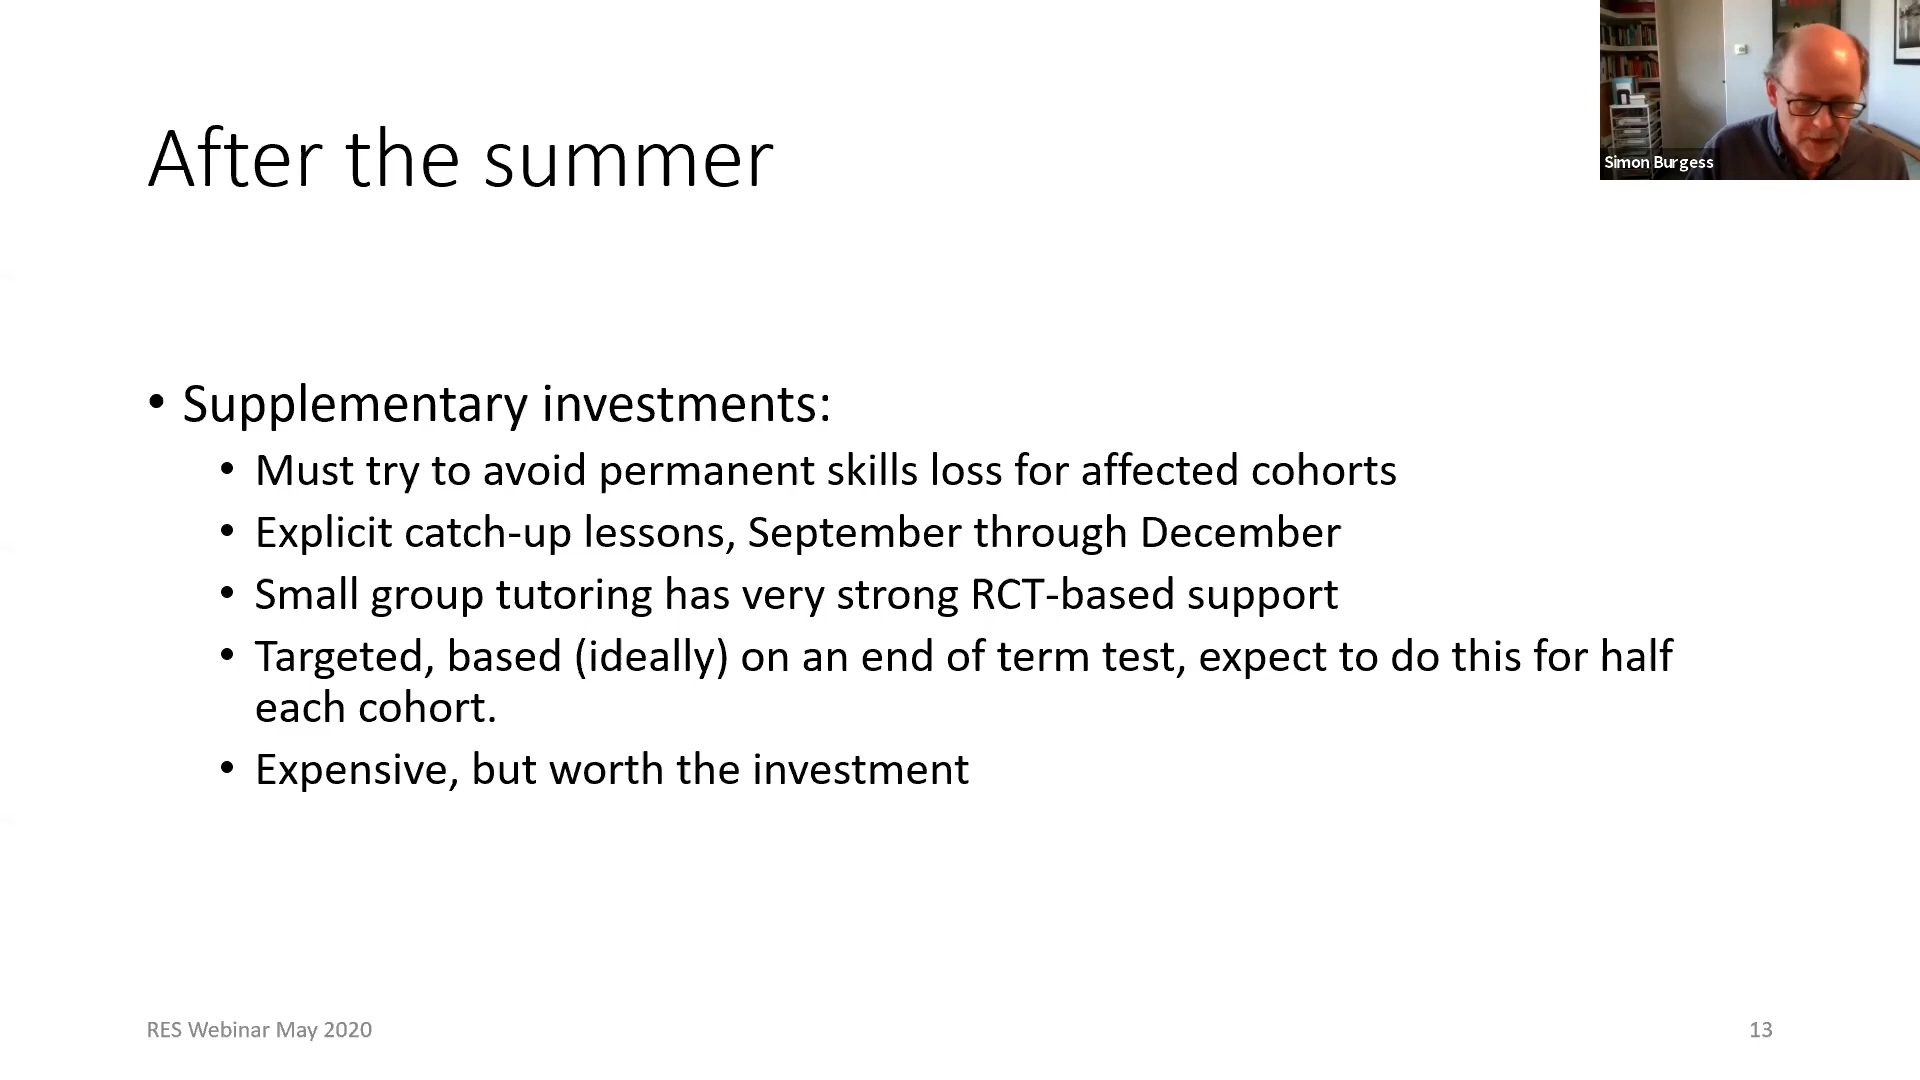 After the summer
Simon Burgess
• Supplementary investments:
• Must try to avoid permanent skills loss for affected cohorts
• Explicit catch-up lessons, September through December
• Small group tutoring has very strong RCT-based support
• Targeted, based (ideally) on an end of term test, expect to do this for half
each cohort.
• Expensive, but worth the investment
RES Webinar May 2020
13